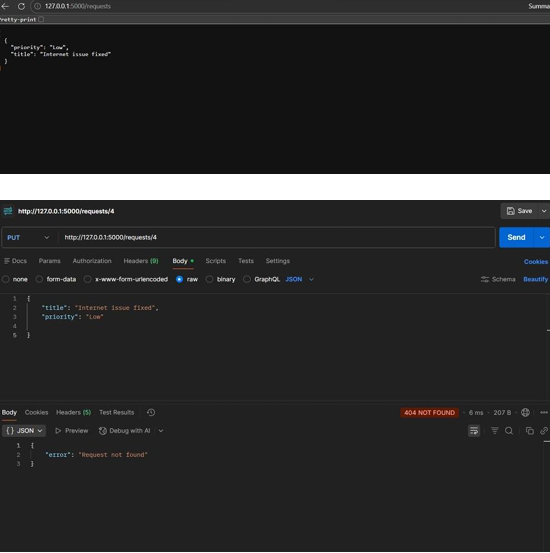 127.0.0.1:5000/requests Summa
Pretty-print
{
"priority": "Low",
"title": "Internet issue fixed"
}
http://127.0.0.1:5000/requests/4 Save
PUT http://127.0.0.1:5000/requests/4 Send
Docs Params Authorization Headers (9) Body Scripts Tests Settings Cookies
none form-data x-www-form-urlencoded raw binary GraphQL JSON Schema Beautify
1 {
2 "title": "Internet issue fixed",
3 "priority": "Low"
4
5 }
Body Cookies Headers (5) Test Results 404 NOT FOUND 6 ms 207 B
{} JSON Preview Debug with AI
1 {
2 "error": "Request not found"
3 }